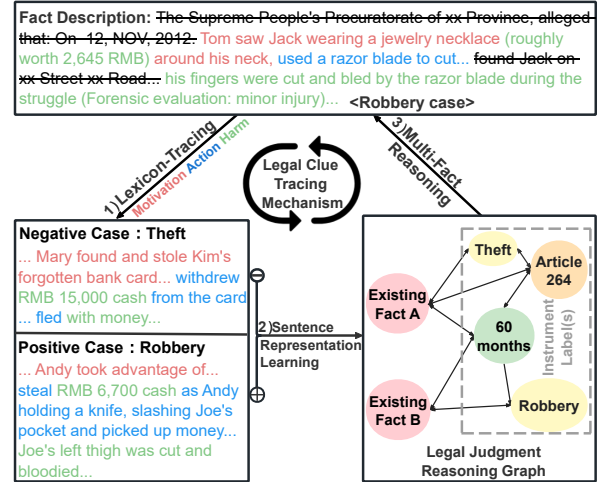 Fact Description: The Supreme People's Procuratorate of xx Province, alleged
that: On 12, NOV, 2012. Tom saw Jack wearing a jewelry necklace (roughly
worth 2,645 RMB) around his neck, used a razor blade to cut... found Jack on
xx Street xx Road... his fingers were cut and bled by the razor blade during the
struggle (Forensic evaluation: minor injury)...
<Robbery case>
1)Lexicon-Tracing
Motivation Action Harm
Legal Clue
Tracing
Mechanism
3)Multi-Fact
Reasoning
Negative Case : Theft
... Mary found and stole Kim's
forgotten bank card... withdrew
RMB 15,000 cash from the card
... fled with money...
Positive Case : Robbery
... Andy took advantage of...
steal RMB 6,700 cash as Andy
holding a knife, slashing Joe's
pocket and picked up money...
Joe's left thigh was cut and
bloodied...
2)Sentence
Representation
Learning
Theft
Article
264
Existing
Fact A
60
months
Instrument
Label(s)
Existing
Fact B
Robbery
Legal Judgment
Reasoning Graph